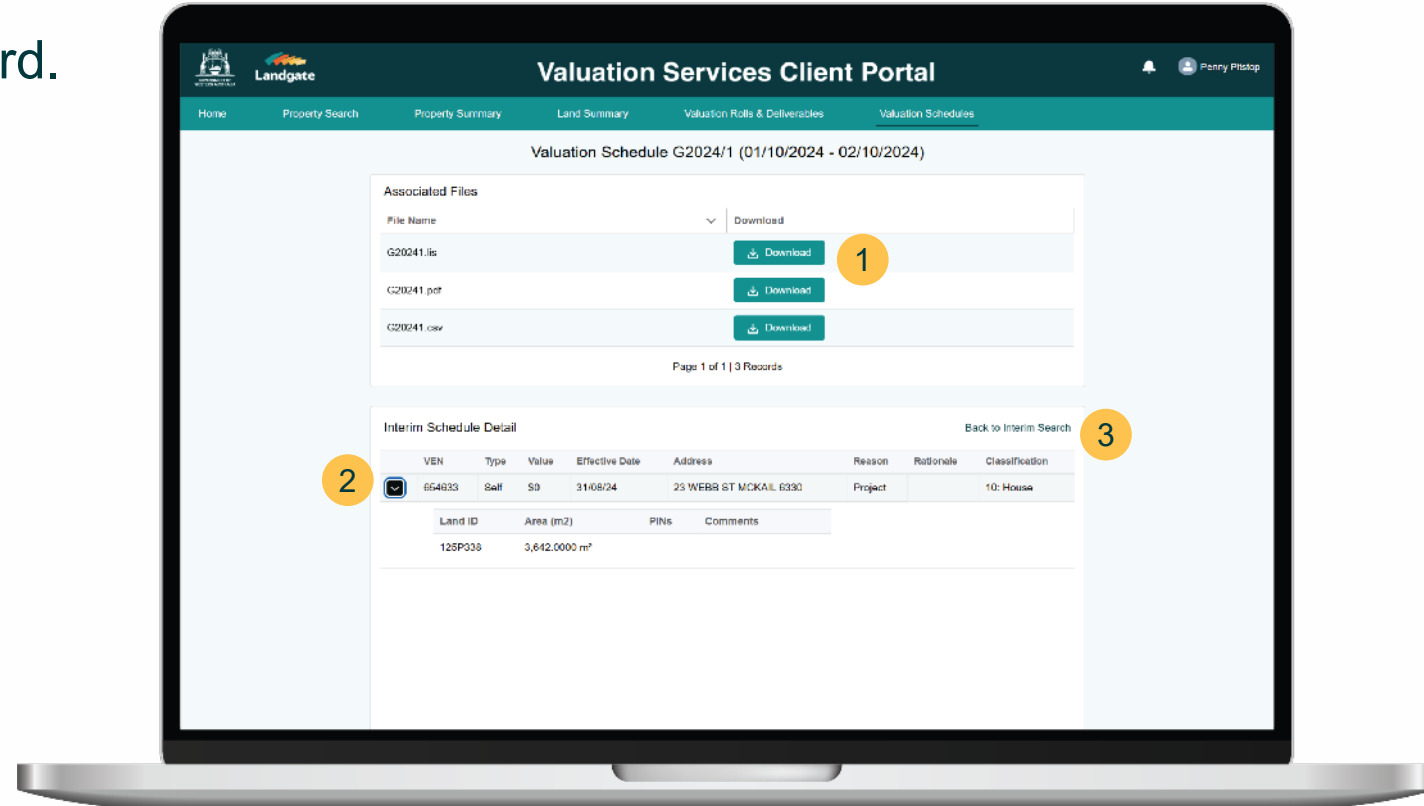 rd.
Landgate
Valuation Services Client Portal
Penny Pitstop
Home Property Search Property Summary Land Summary Valuation Rolls & Deliverables Valuation Schedules
Valuation Schedule G2024/1 (01/10/2024 - 02/10/2024)
Associated Files
File Name Download
G20241.lis Download 1
G20241.pdf Download
G20241.csv Download
Page 1 of 1 | 3 Records
Interim Schedule Detail Back to Interim Search 3
VEN Type Value Effective Date Address Reason Rationale Classification
2 654633 Self $0 31/08/24 23 WEBB ST MCKAIL 6330 Project 10: House
Land ID Area (m2) PINs Comments
125P338 3,642.0000 m²